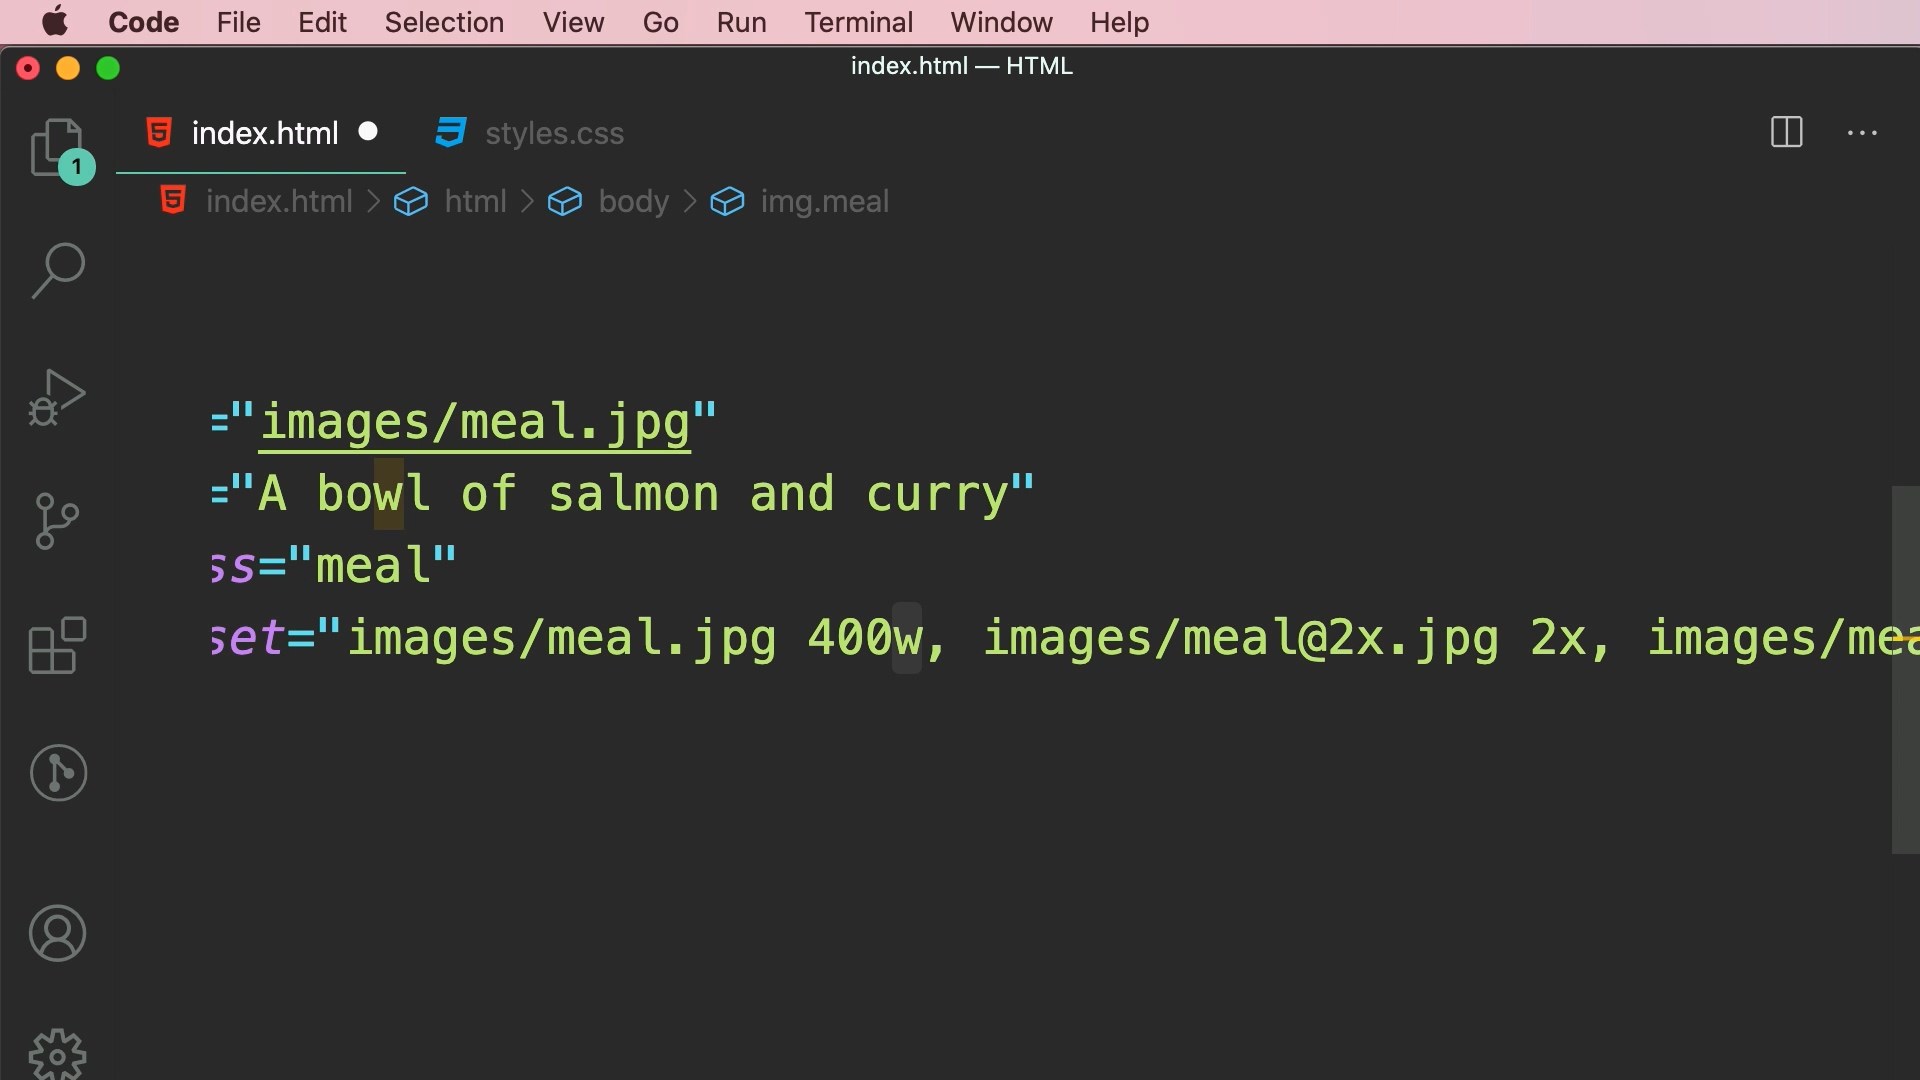 Code File Edit Selection View Go Run Terminal Window Help
index.html — HTML
index.html styles.css
1
index.html > html > body > img.meal
="images/meal.jpg"
="A bowl of salmon and curry"
ss="meal"
set="images/meal.jpg 400w, images/meal@2x.jpg 2x, images/mea